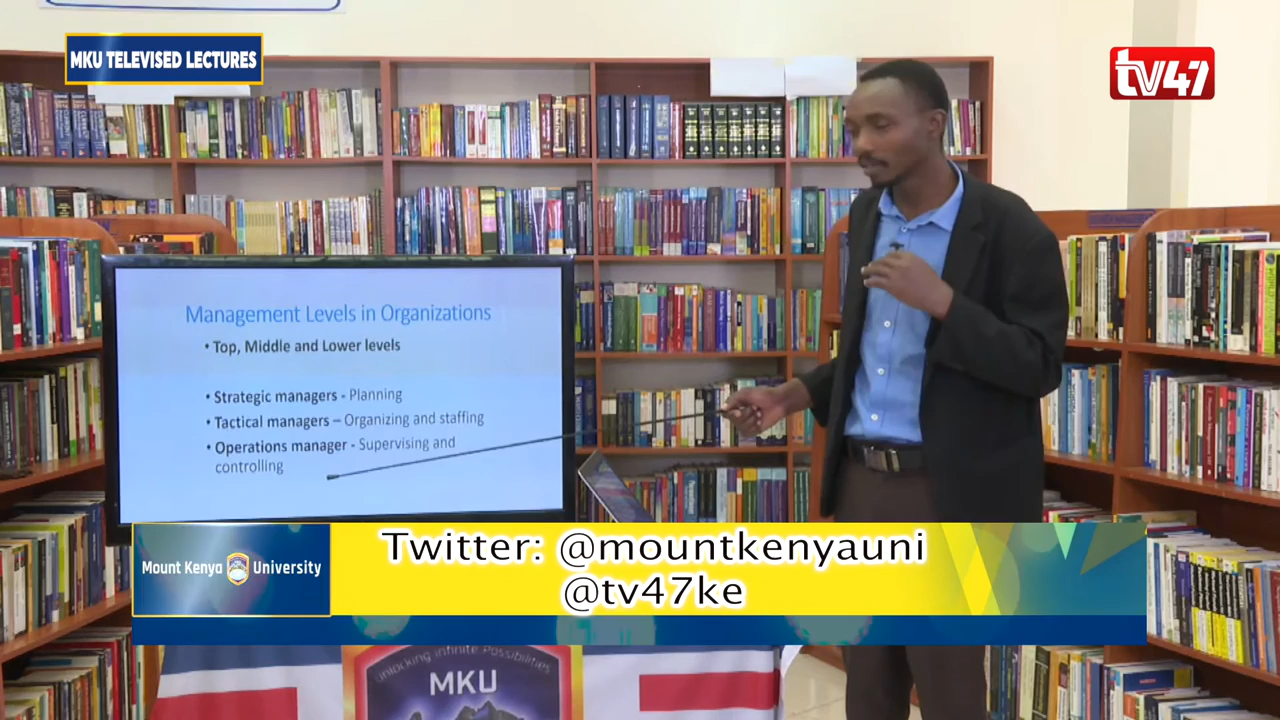 MKU TELEVISED LECTURES
tv47
Management Levels in Organizations
• Top, Middle and Lower levels
• Strategic managers - Planning
• Tactical managers – Organizing and staffing
• Operations manager - Supervising and
controlling
Mount Kenya University
Twitter: @mountkenyauni
@tv47ke
Unlocking Infinite Possibilities
MKU